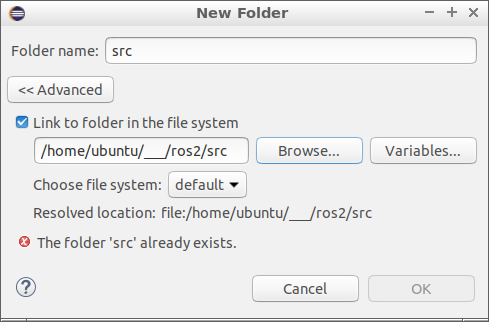 New Folder
Folder name: src
<< Advanced
Link to folder in the file system
/home/ubuntu/___/ros2/src Browse... Variables...
Choose file system: default
Resolved location: file:/home/ubuntu/___/ros2/src
The folder 'src' already exists.
? Cancel OK